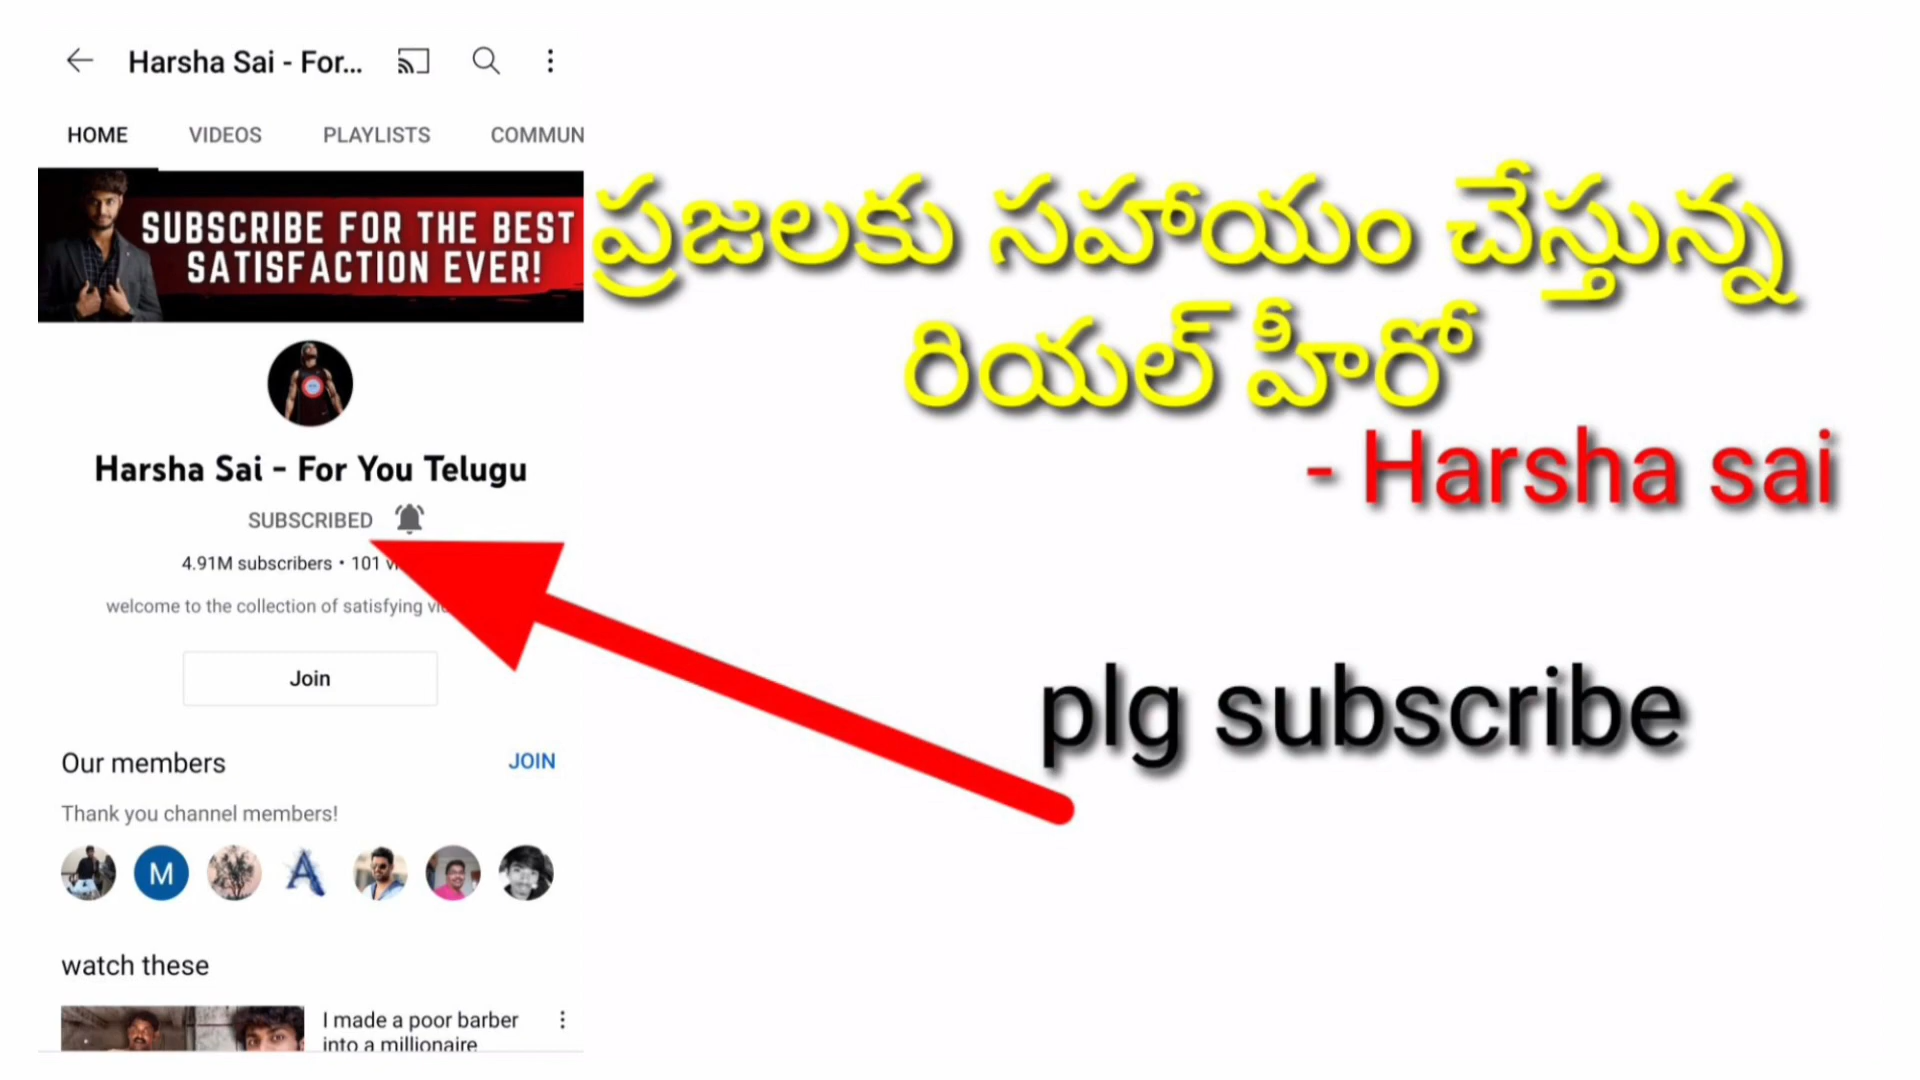 Harsha Sai - For...
HOME VIDEOS PLAYLISTS COMMUN
SUBSCRIBE FOR THE BEST
SATISFACTION EVER!
Harsha Sai - For You Telugu
SUBSCRIBED
4.91M subscribers • 101
welcome to the collection of satisfying
Join
Our members JOIN
Thank you channel members!
M
A
watch these
I made a poor barber
into a millionaire
ప్రజలకు సహాయం చేస్తున్న
రియల్ హీరో
- Harsha sai
plg subscribe